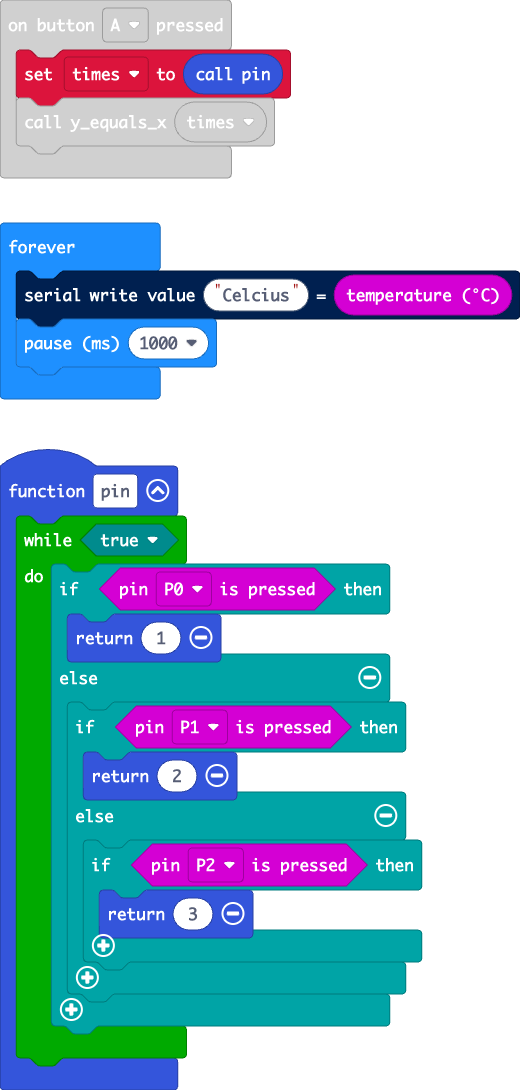 on button A pressed
set times to call pin
call y_equals_x times
forever
serial write value "Celcius" = temperature (°C)
pause (ms) 1000
function pin
while true
do
if pin P0 is pressed then
return 1
else
if pin P1 is pressed then
return 2
else
if pin P2 is pressed then
return 3